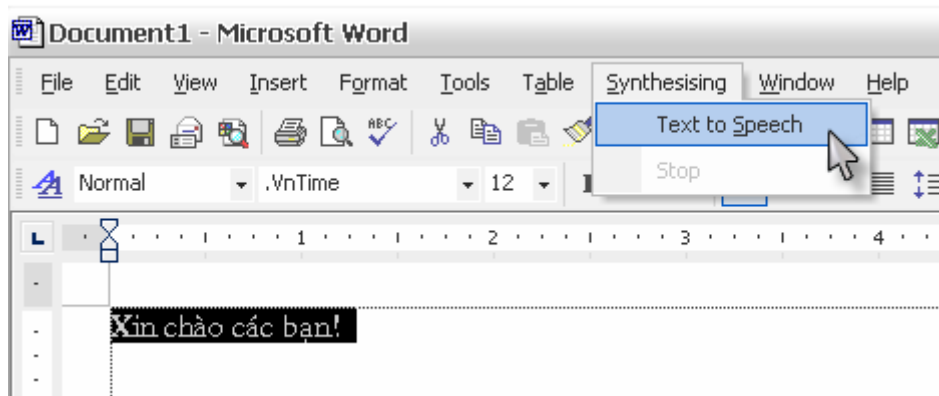 Document1 - Microsoft Word
File Edit View Insert Format Tools Table Synthesising Window Help
Text to Speech
Stop
ABC
Normal .VnTime 12
L 1 2 3 4
Xin chào các bạn!